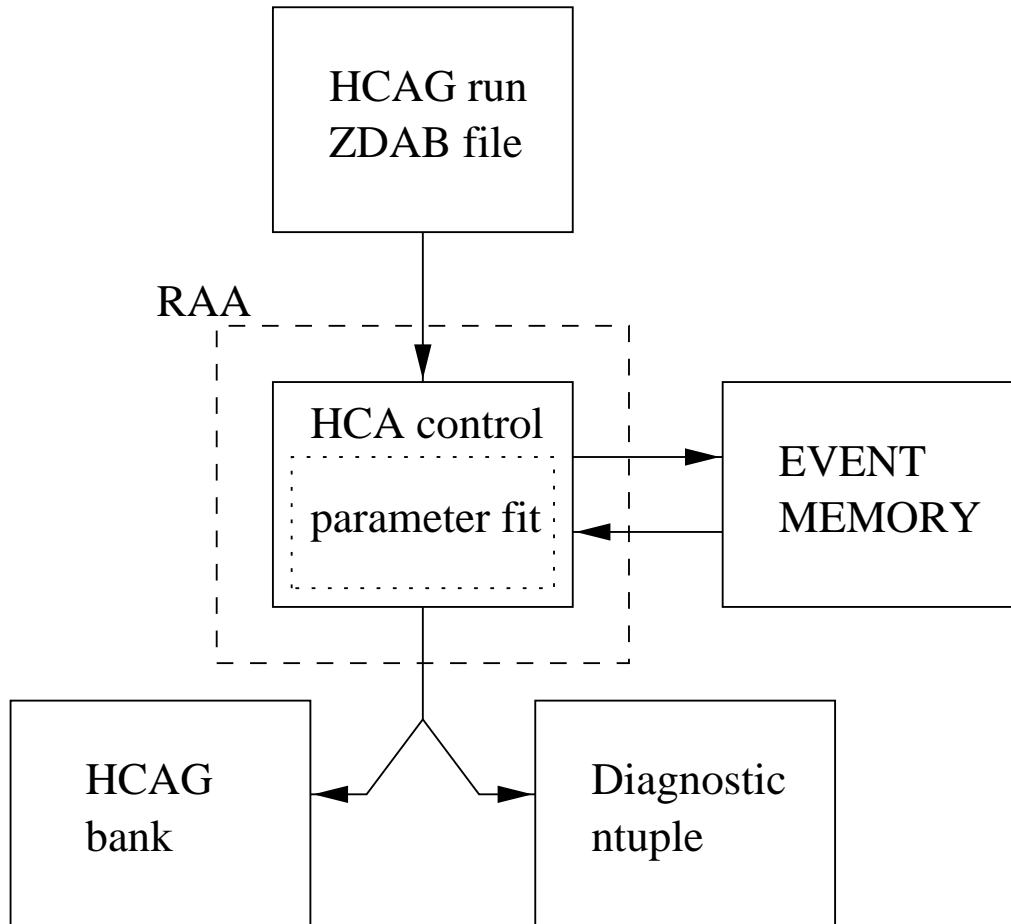 HCAG run
ZDAB file
RAA
HCA control
parameter fit
EVENT
MEMORY
HCAG
bank
Diagnostic
ntuple